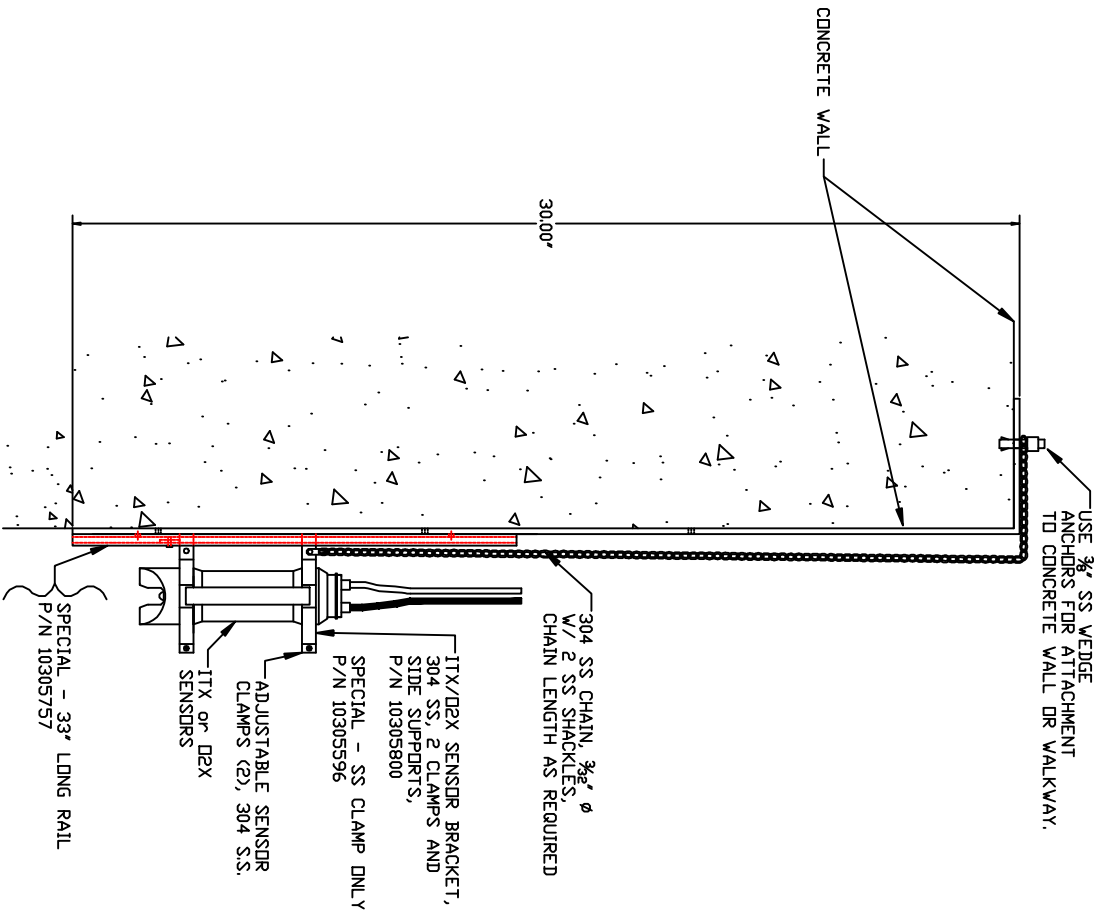 USE 3/8" SS WEDGE
ANCHORS FOR ATTACHMENT
TO CONCRETE WALL OR WALKWAY.
CONCRETE WALL
30.00"
304 SS CHAIN, 3/32" Ø
W/ 2 SS SHACKLES,
CHAIN LENGTH AS REQUIRED
ITX/O2X SENSOR BRACKET,
304 SS, 2 CLAMPS AND
SIDE SUPPORTS,
P/N 10305800
SPECIAL - SS CLAMP ONLY
P/N 10305596
ADJUSTABLE SENSOR
CLAMPS (2), 304 S.S.
ITX or O2X
SENSORS
SPECIAL - 33" LONG RAIL
P/N 10305757